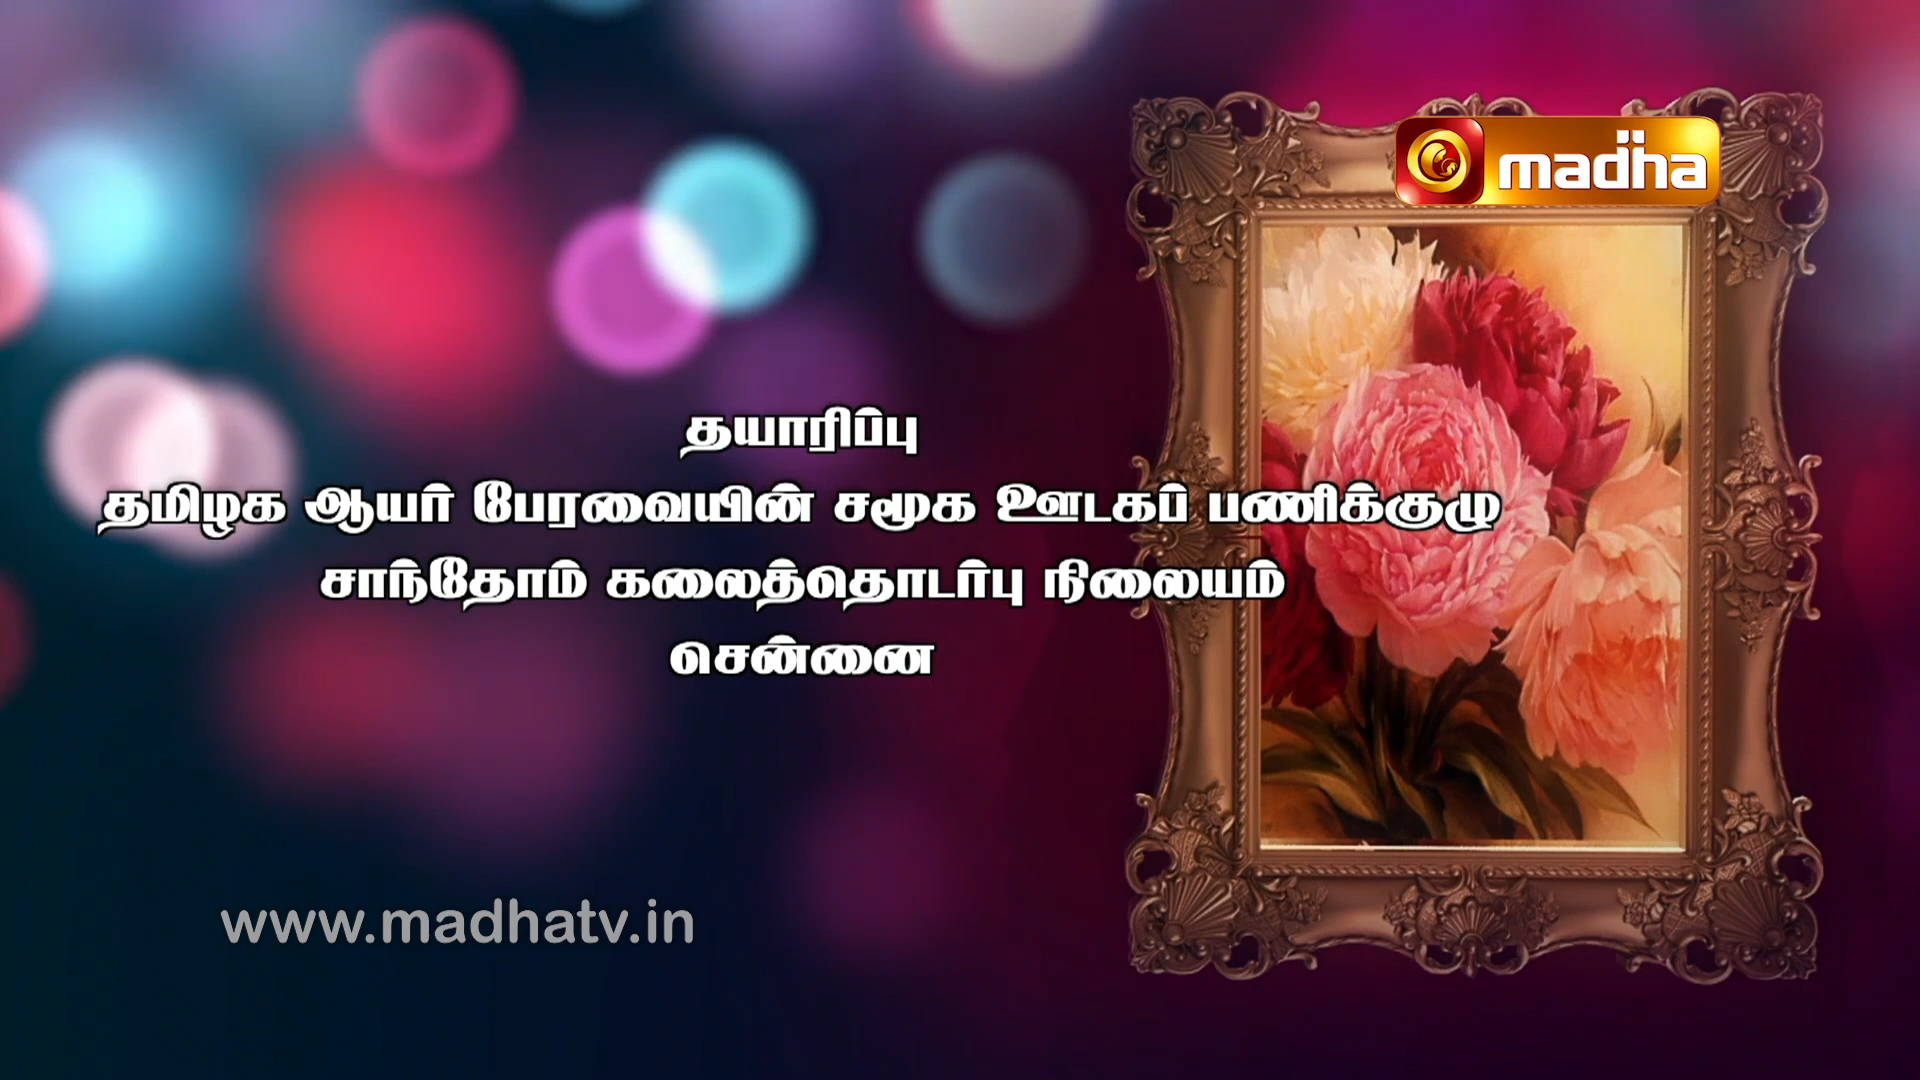 madha
தயாரிப்பு
தமிழக ஆயர் பேரவையின் சமூக ஊடகப் பணிக்குழு
சாந்தோம் கலைத்தொடர்பு நிலையம்
சென்னை
www.madhatv.in